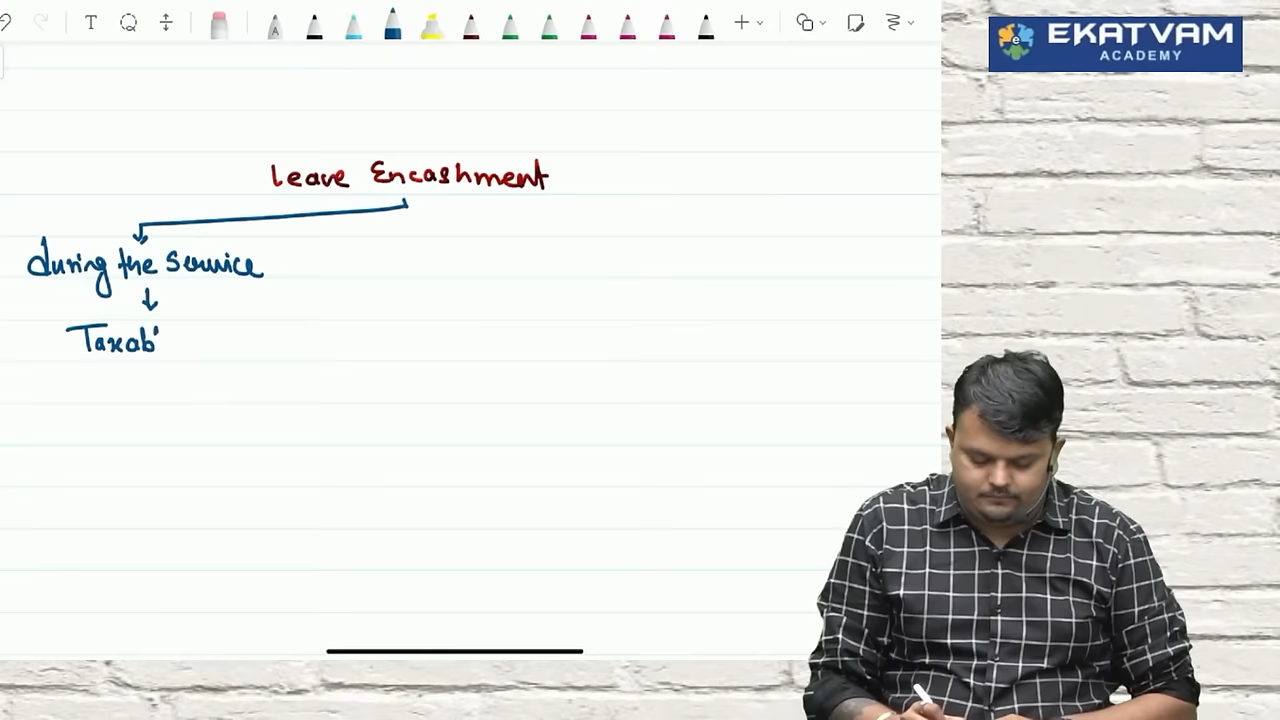 EKATVAM
ACADEMY
Leave Encashment
during the Service
Taxab